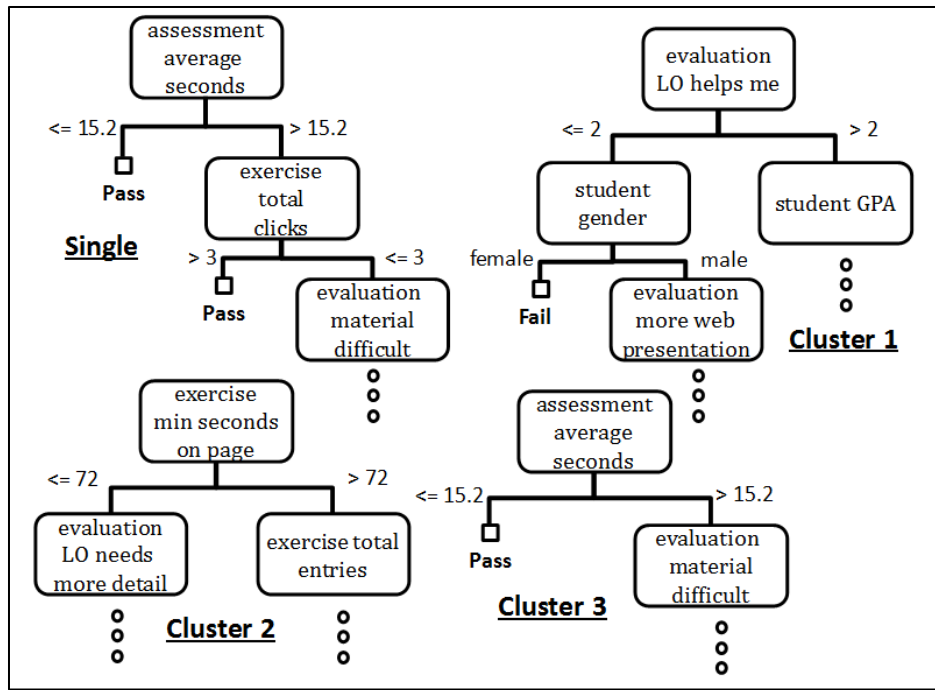 assessment
average
seconds
<= 15.2
> 15.2
Pass
exercise
total
clicks
Single
> 3
<= 3
Pass
evaluation
material
difficult
evaluation
LO helps me
<= 2
> 2
student
gender
student GPA
female
male
Fail
evaluation
more web
presentation
Cluster 1
exercise
min seconds
on page
<= 72
> 72
evaluation
LO needs
more detail
exercise total
entries
Cluster 2
assessment
average
seconds
<= 15.2
> 15.2
Pass
evaluation
material
difficult
Cluster 3